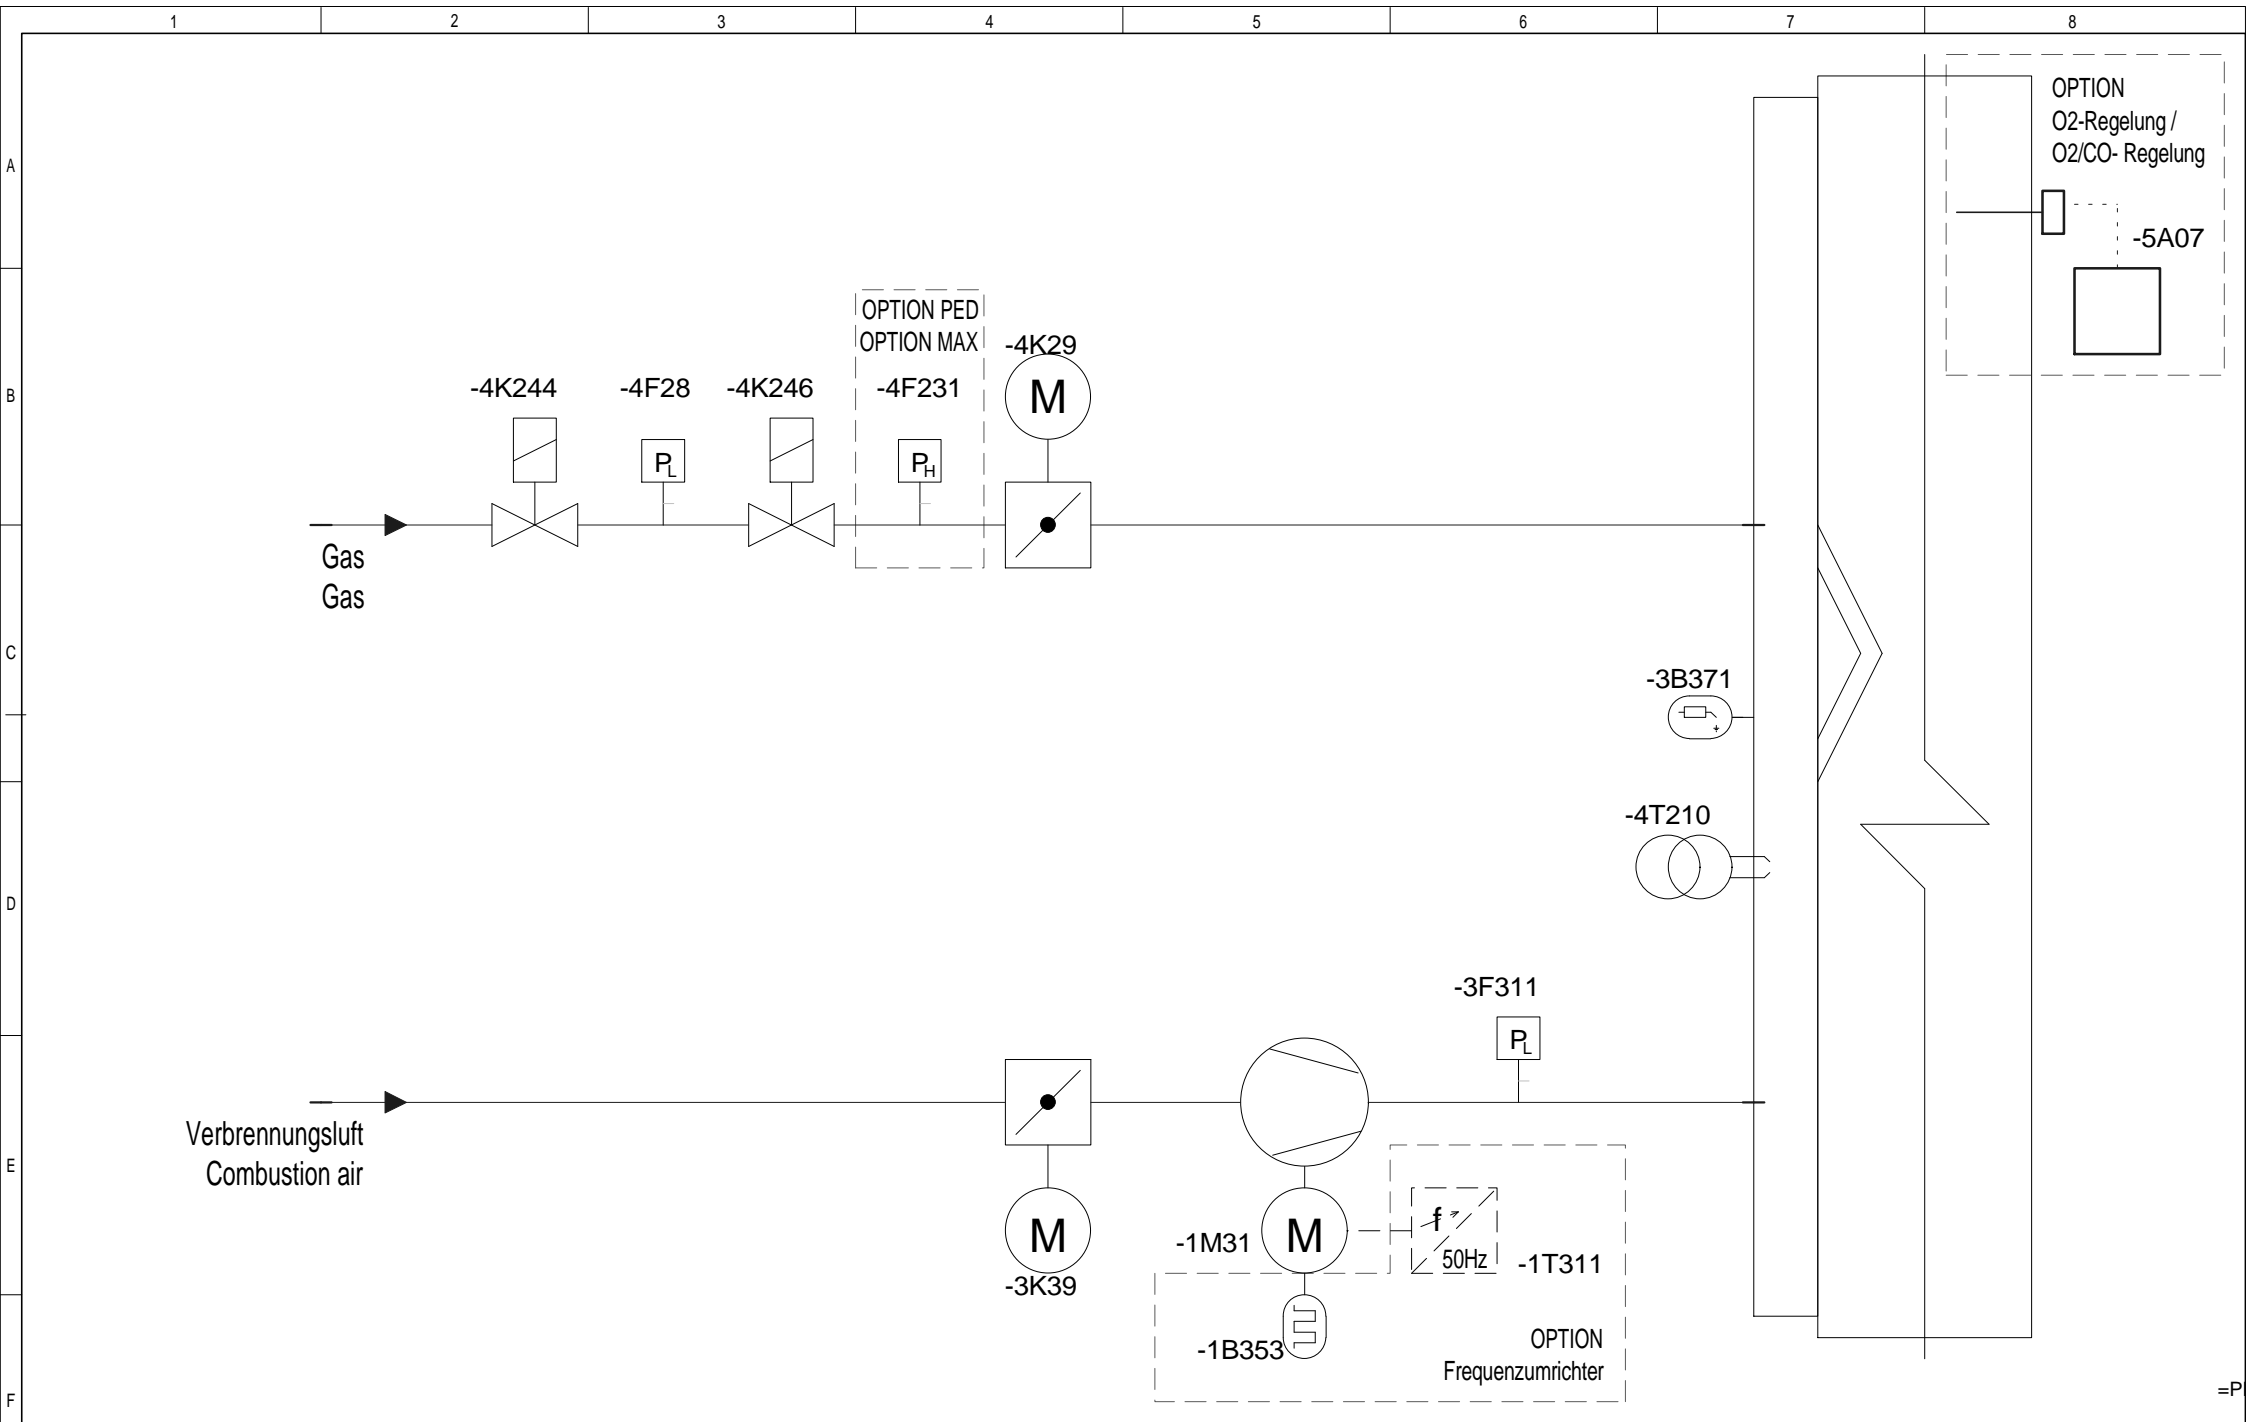 1 2 3 4 5 6 7 8
A
B
C
D
E
F
OPTION
O2-Regelung /
O2/CO- Regelung
-5A07
OPTION PED
OPTION MAX
-4K29
M
-4K244
-4F28
-4K246
-4F231
PL
PH
Gas
Gas
-3B371
-4T210
-3F311
PL
Verbrennungsluft
Combustion air
M
-3K39
-1M31
M
f
50Hz
-1T311
-1B353
OPTION
Frequenzumrichter